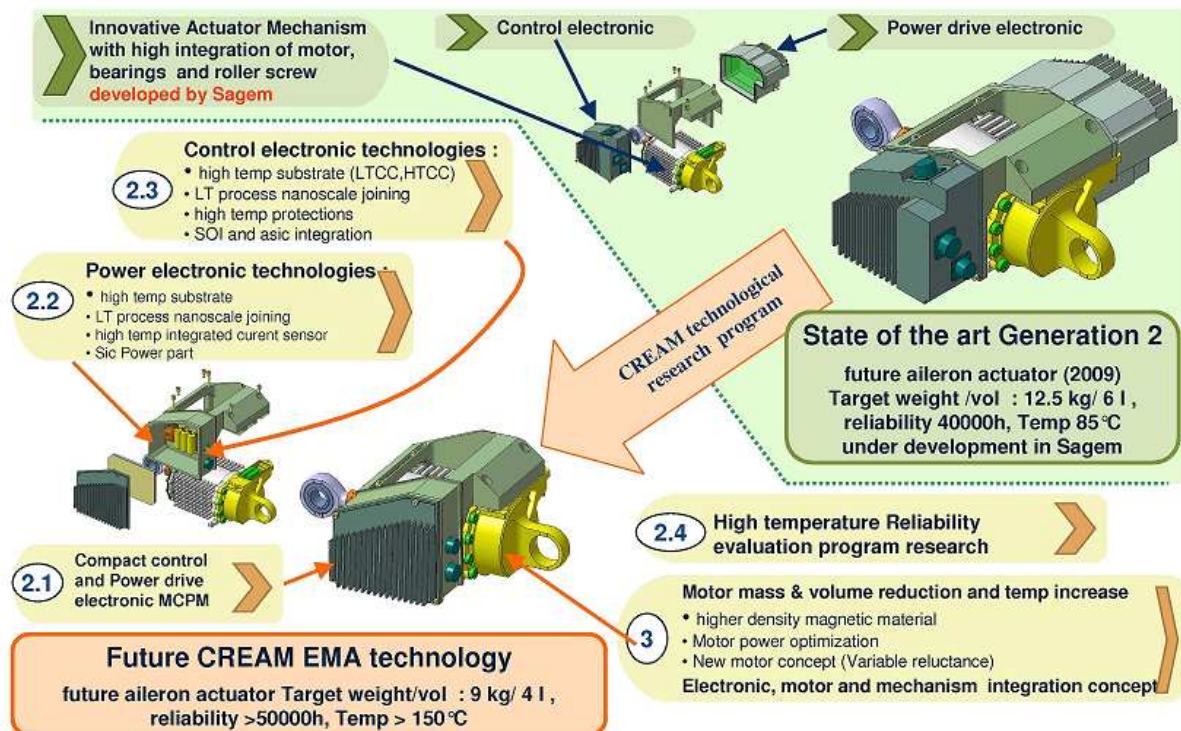 Innovative Actuator Mechanism
with high integration of motor,
bearings and roller screw
developed by Sagem
Control electronic
Power drive electronic
Control electronic technologies :
• high temp substrate (LTCC,HTCC)
• LT process nanoscale joining
• high temp protections
• SOI and asic integration
2.3
Power electronic technologies :
• high temp substrate
• LT process nanoscale joining
• high temp integrated curent sensor
• Sic Power part
2.2
CREAM technological
research program
State of the art Generation 2
future aileron actuator (2009)
Target weight /vol : 12.5 kg/ 6 l ,
reliability 40000h, Temp 85°C
under development in Sagem
2.4
High temperature Reliability
evaluation program research
2.1
Compact control
and Power drive
electronic MCPM
3
Motor mass & volume reduction and temp increase
• higher density magnetic material
• Motor power optimization
• New motor concept (Variable reluctance)
Electronic, motor and mechanism integration concept
Future CREAM EMA technology
future aileron actuator Target weight/vol : 9 kg/ 4 l ,
reliability >50000h, Temp > 150°C